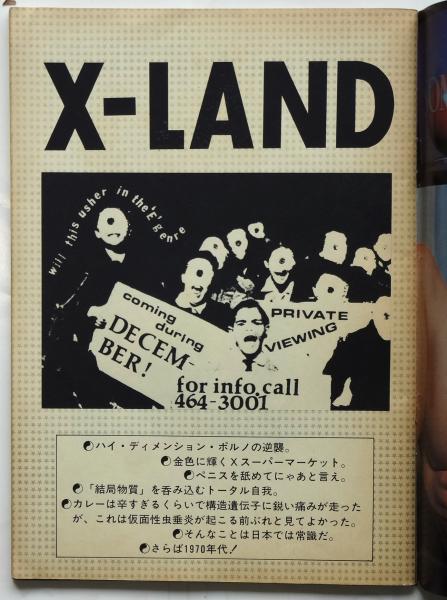 X-LAND
will this usher in the 'E' genre
coming
during
DECEM-
BER!
PRIVATE
VIEWING
for info. call
464-3001
☯ハイ・ディメンション・ポルノの逆襲。
☯金色に輝くXスーパーマーケット。
☯ペニスを舐めてにゃあと言え。
☯「結局物質」を呑み込むトータル自我。
☯カレーは辛すぎるくらいで構造遺伝子に鋭い痛みが走った
が、これは仮面性虫垂炎が起こる前ぶれと見てよかった。
☯そんなことは日本では常識だ。
☯さらば1970年代!